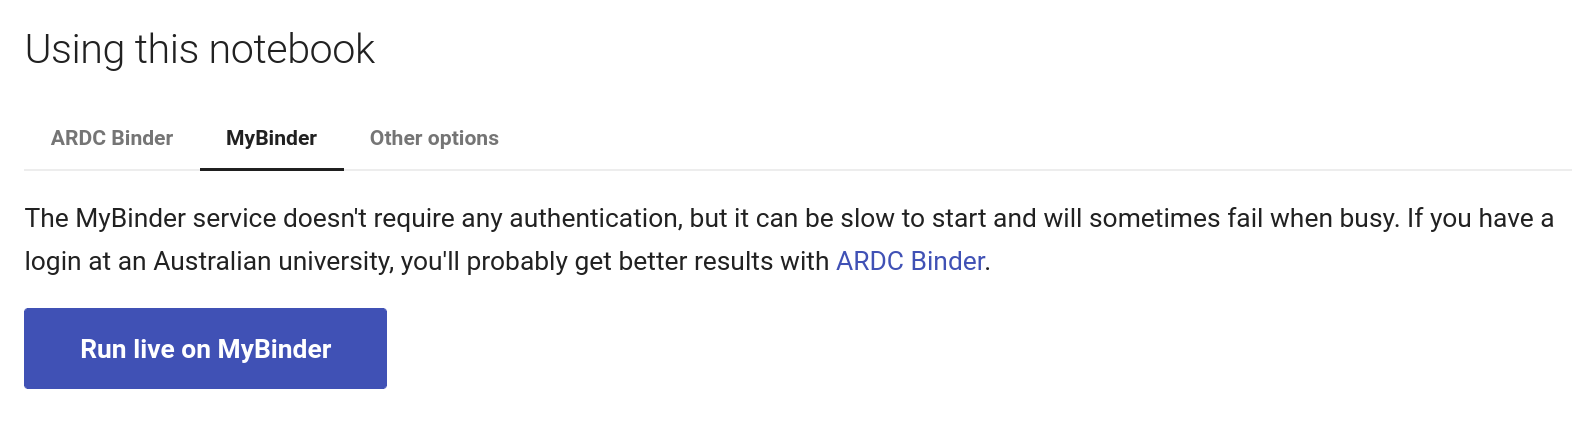 Using this notebook
ARDC Binder MyBinder Other options
The MyBinder service doesn't require any authentication, but it can be slow to start and will sometimes fail when busy. If you have a
login at an Australian university, you'll probably get better results with ARDC Binder.
Run live on MyBinder